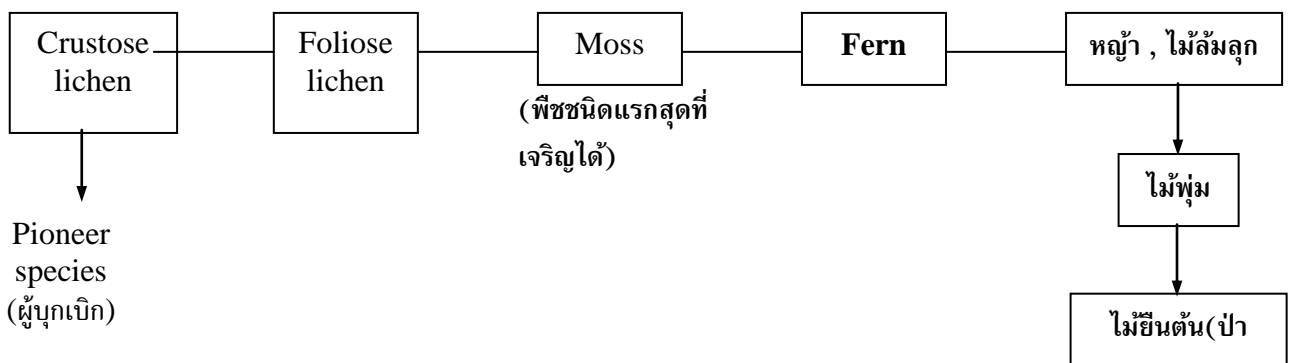 Crustose
lichen
Foliose
lichen
Moss
Fern
หญ้า , ไม้ล้มลุก
(พืชชนิดแรกสุดที่
เจริญได้)
ไม้พุ่ม
Pioneer
species
(ผู้บุกเบิก)
ไม้ยืนต้น(ป่า